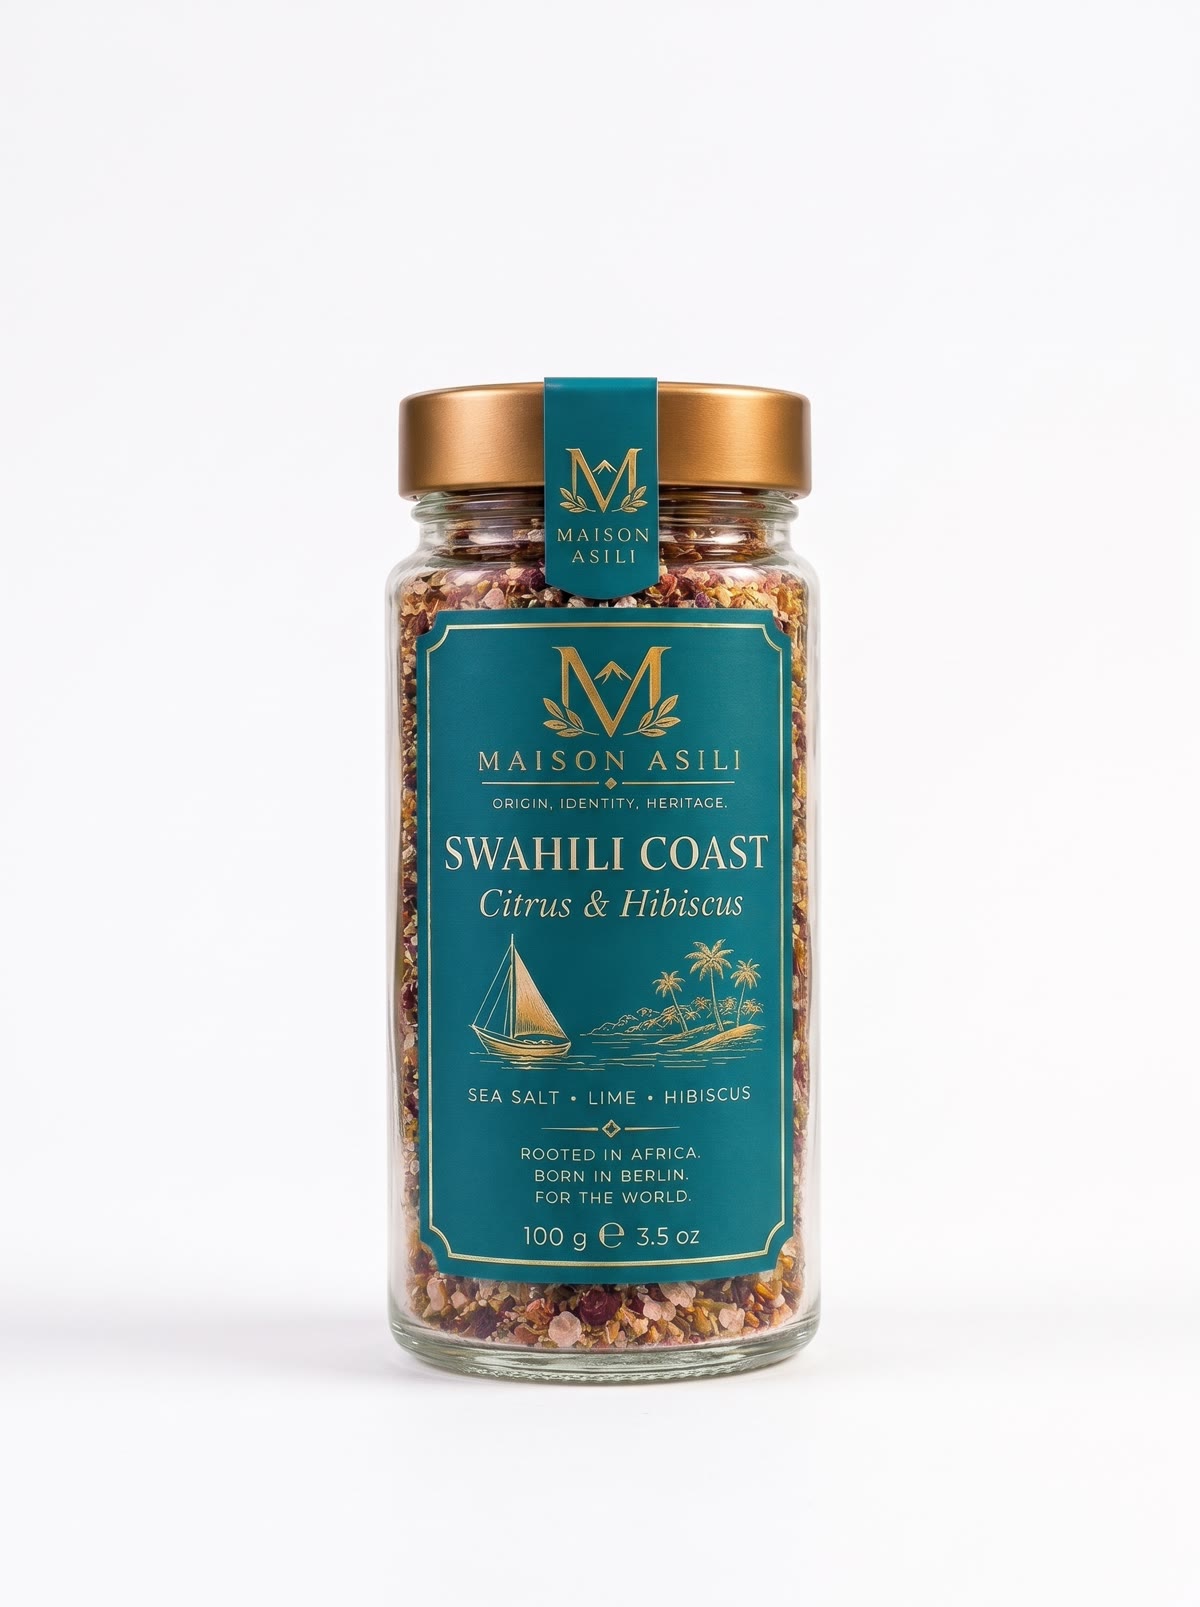 MAISON
ASILI
MAISON ASILI
ORIGIN, IDENTITY, HERITAGE.
SWAHILI COAST
Citrus & Hibiscus
SEA SALT • LIME • HIBISCUS
ROOTED IN AFRICA.
BORN IN BERLIN.
FOR THE WORLD.
100 g ℮ 3.5 oz